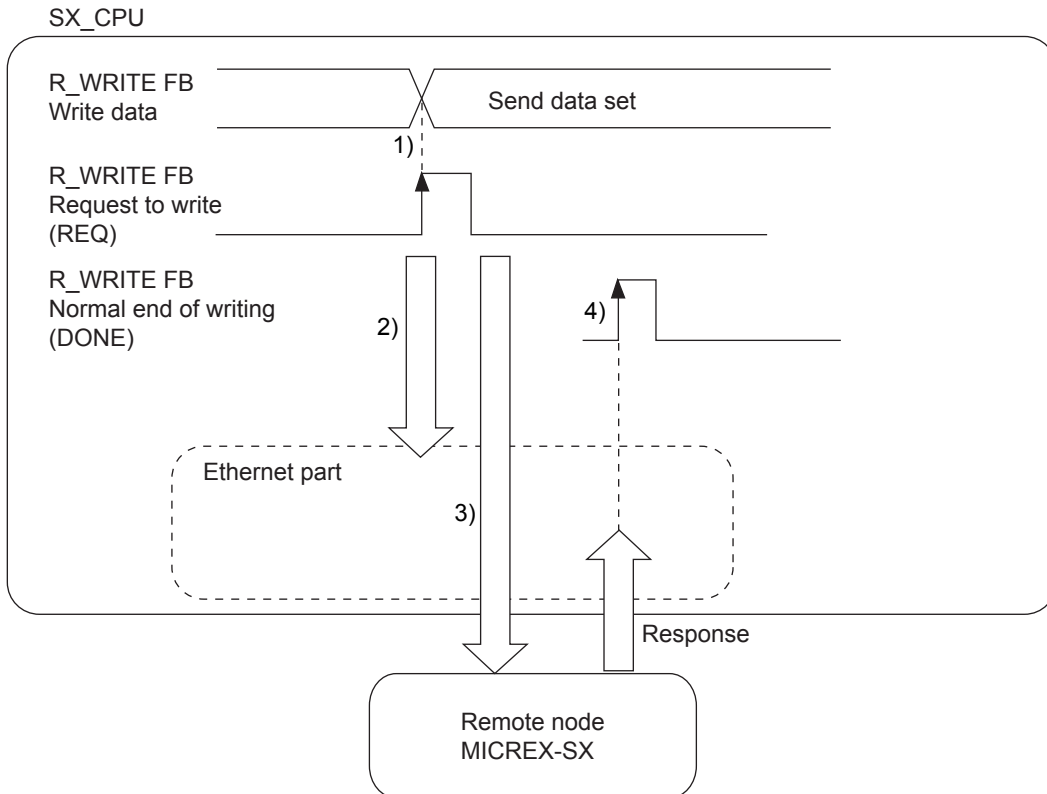 SX_CPU
R_WRITE FB
Write data
Send data set
1)
R_WRITE FB
Request to write
(REQ)
R_WRITE FB
Normal end of writing
(DONE)
2)
4)
Ethernet part
3)
Response
Remote node
MICREX-SX